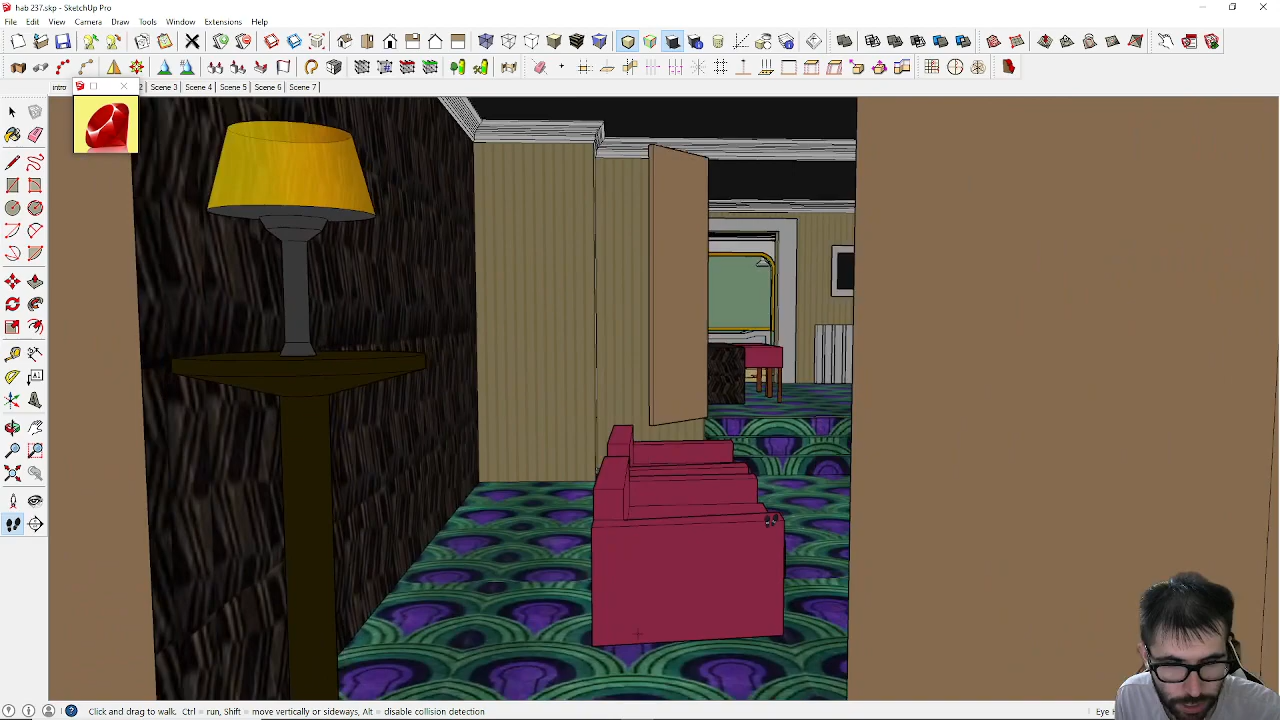 hab 237.skp - SketchUp Pro
File Edit View Camera Draw Tools Window Extensions Help
intro 2 Scene 3 Scene 4 Scene 5 Scene 6 Scene 7
Click and drag to walk. Ctrl = run, Shift = move vertically or sideways, Alt = disable collision detection
Eye